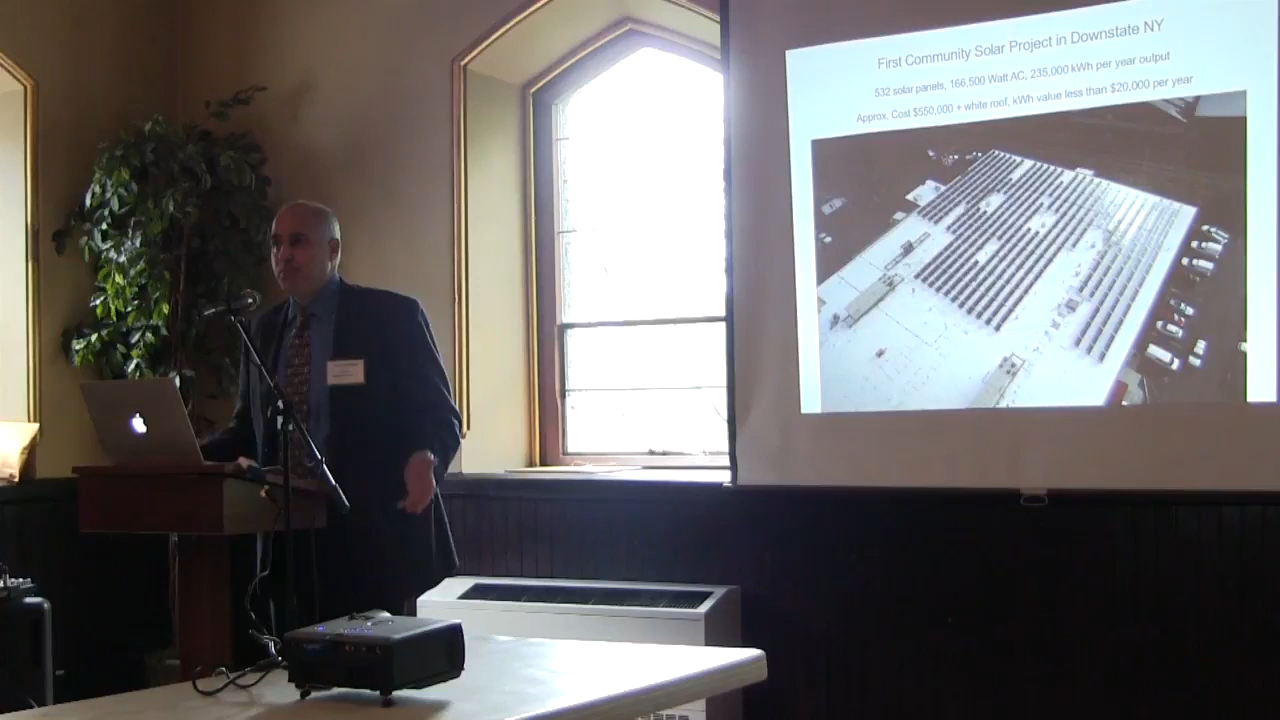 First Community Solar Project in Downstate NY
532 solar panels, 166,500 Watt AC, 235,000 kWh per year output
Approx. Cost $550,000 + white roof, kWh value less than $20,000 per year